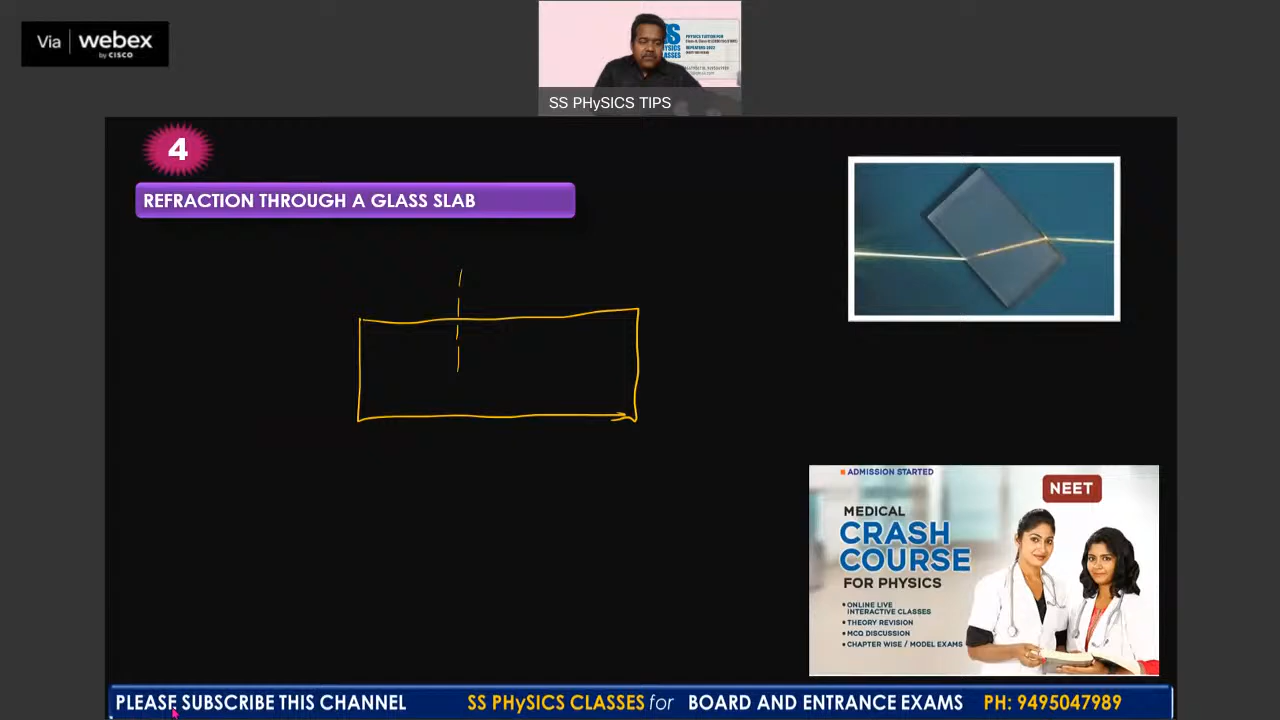 Via webex
by CISCO
SS PHySICS TIPS
4
REFRACTION THROUGH A GLASS SLAB
ADMISSION STARTED
NEET
MEDICAL
CRASH
COURSE
FOR PHYSICS
• ONLINE LIVE
INTERACTIVE CLASSES
• THEORY REVISION
• MCQ DISCUSSION
• CHAPTER WISE / MODEL EXAMS
PLEASE SUBSCRIBE THIS CHANNEL SS PHySICS CLASSES for BOARD AND ENTRANCE EXAMS PH: 9495047989